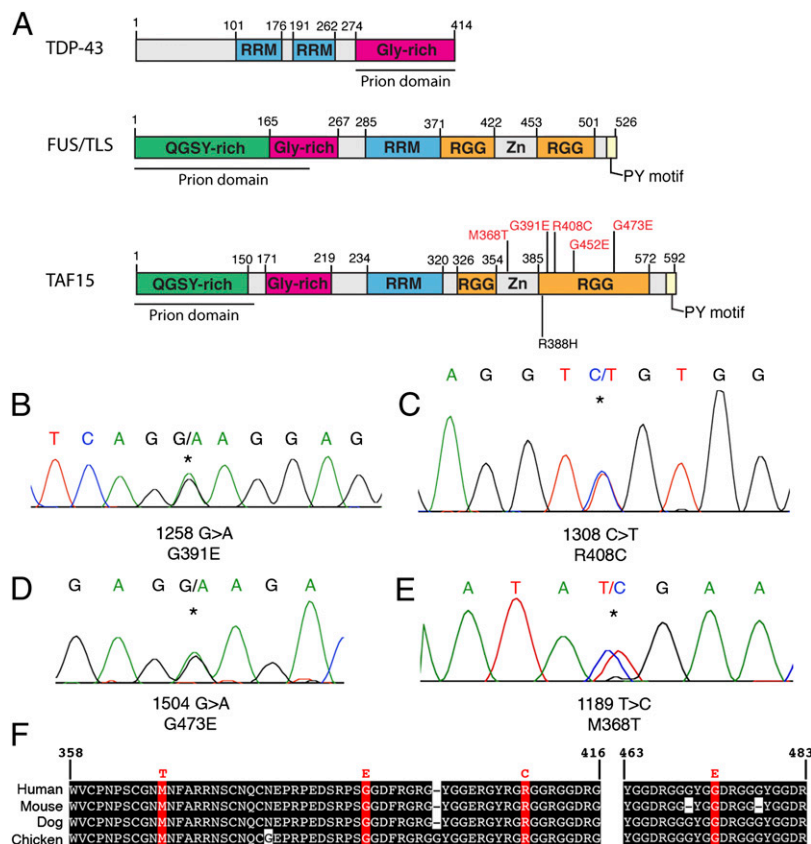 A
TDP-43
1 101 176 191 262 274 414
RRM RRM Gly-rich
Prion domain
FUS/TLS
1 165 267 285 371 422 453 501 526
QGSY-rich Gly-rich RRM RGG Zn RGG
Prion domain
PY motif
TAF15
M368T G391E R408C G452E G473E
1 150 171 219 234 320 326 354 385 572 592
QGSY-rich Gly-rich RRM RGG Zn RGG
Prion domain
PY motif
R388H
B
T C A G G/A A G G A G
*
1258 G>A
G391E
C
A G G T C/T G T G G
*
1308 C>T
R408C
D
G A G G/A A G A
*
1504 G>A
G473E
E
A T A T/C G A A
*
1189 T>C
M368T
F
358 416 463 483
T E C E
Human WVCPNPSCGNMNFARRNSCNQCNEPRPEDSRPSGGDFRGRG-YGGERGYRGRGGRGGDRG YGGDRGGGYGGDRGGGYGGDR
Mouse WVCPNPSCGNMNFARRNSCNQCNEPRPEDSRPSGGDFRGRG-YGGERGYRGRGGRGGDRG YGGDRGG-YGGDRGG-YGGDR
Dog WVCPNPSCGNMNFARRNSCNQCNEPRPEDSRPSGGDFRGRG-YGGERGYRGRGGRGGDRG YGGDRGGGYGGDRGGGYGGDR
Chicken WVCPNPSCGNMNFARRNSCNQCGEPRPEDSRPSGGDFRGRGGYGGERGYRGRGGRGGDRG YGGDRGGGYGGDRGGGYGGDR